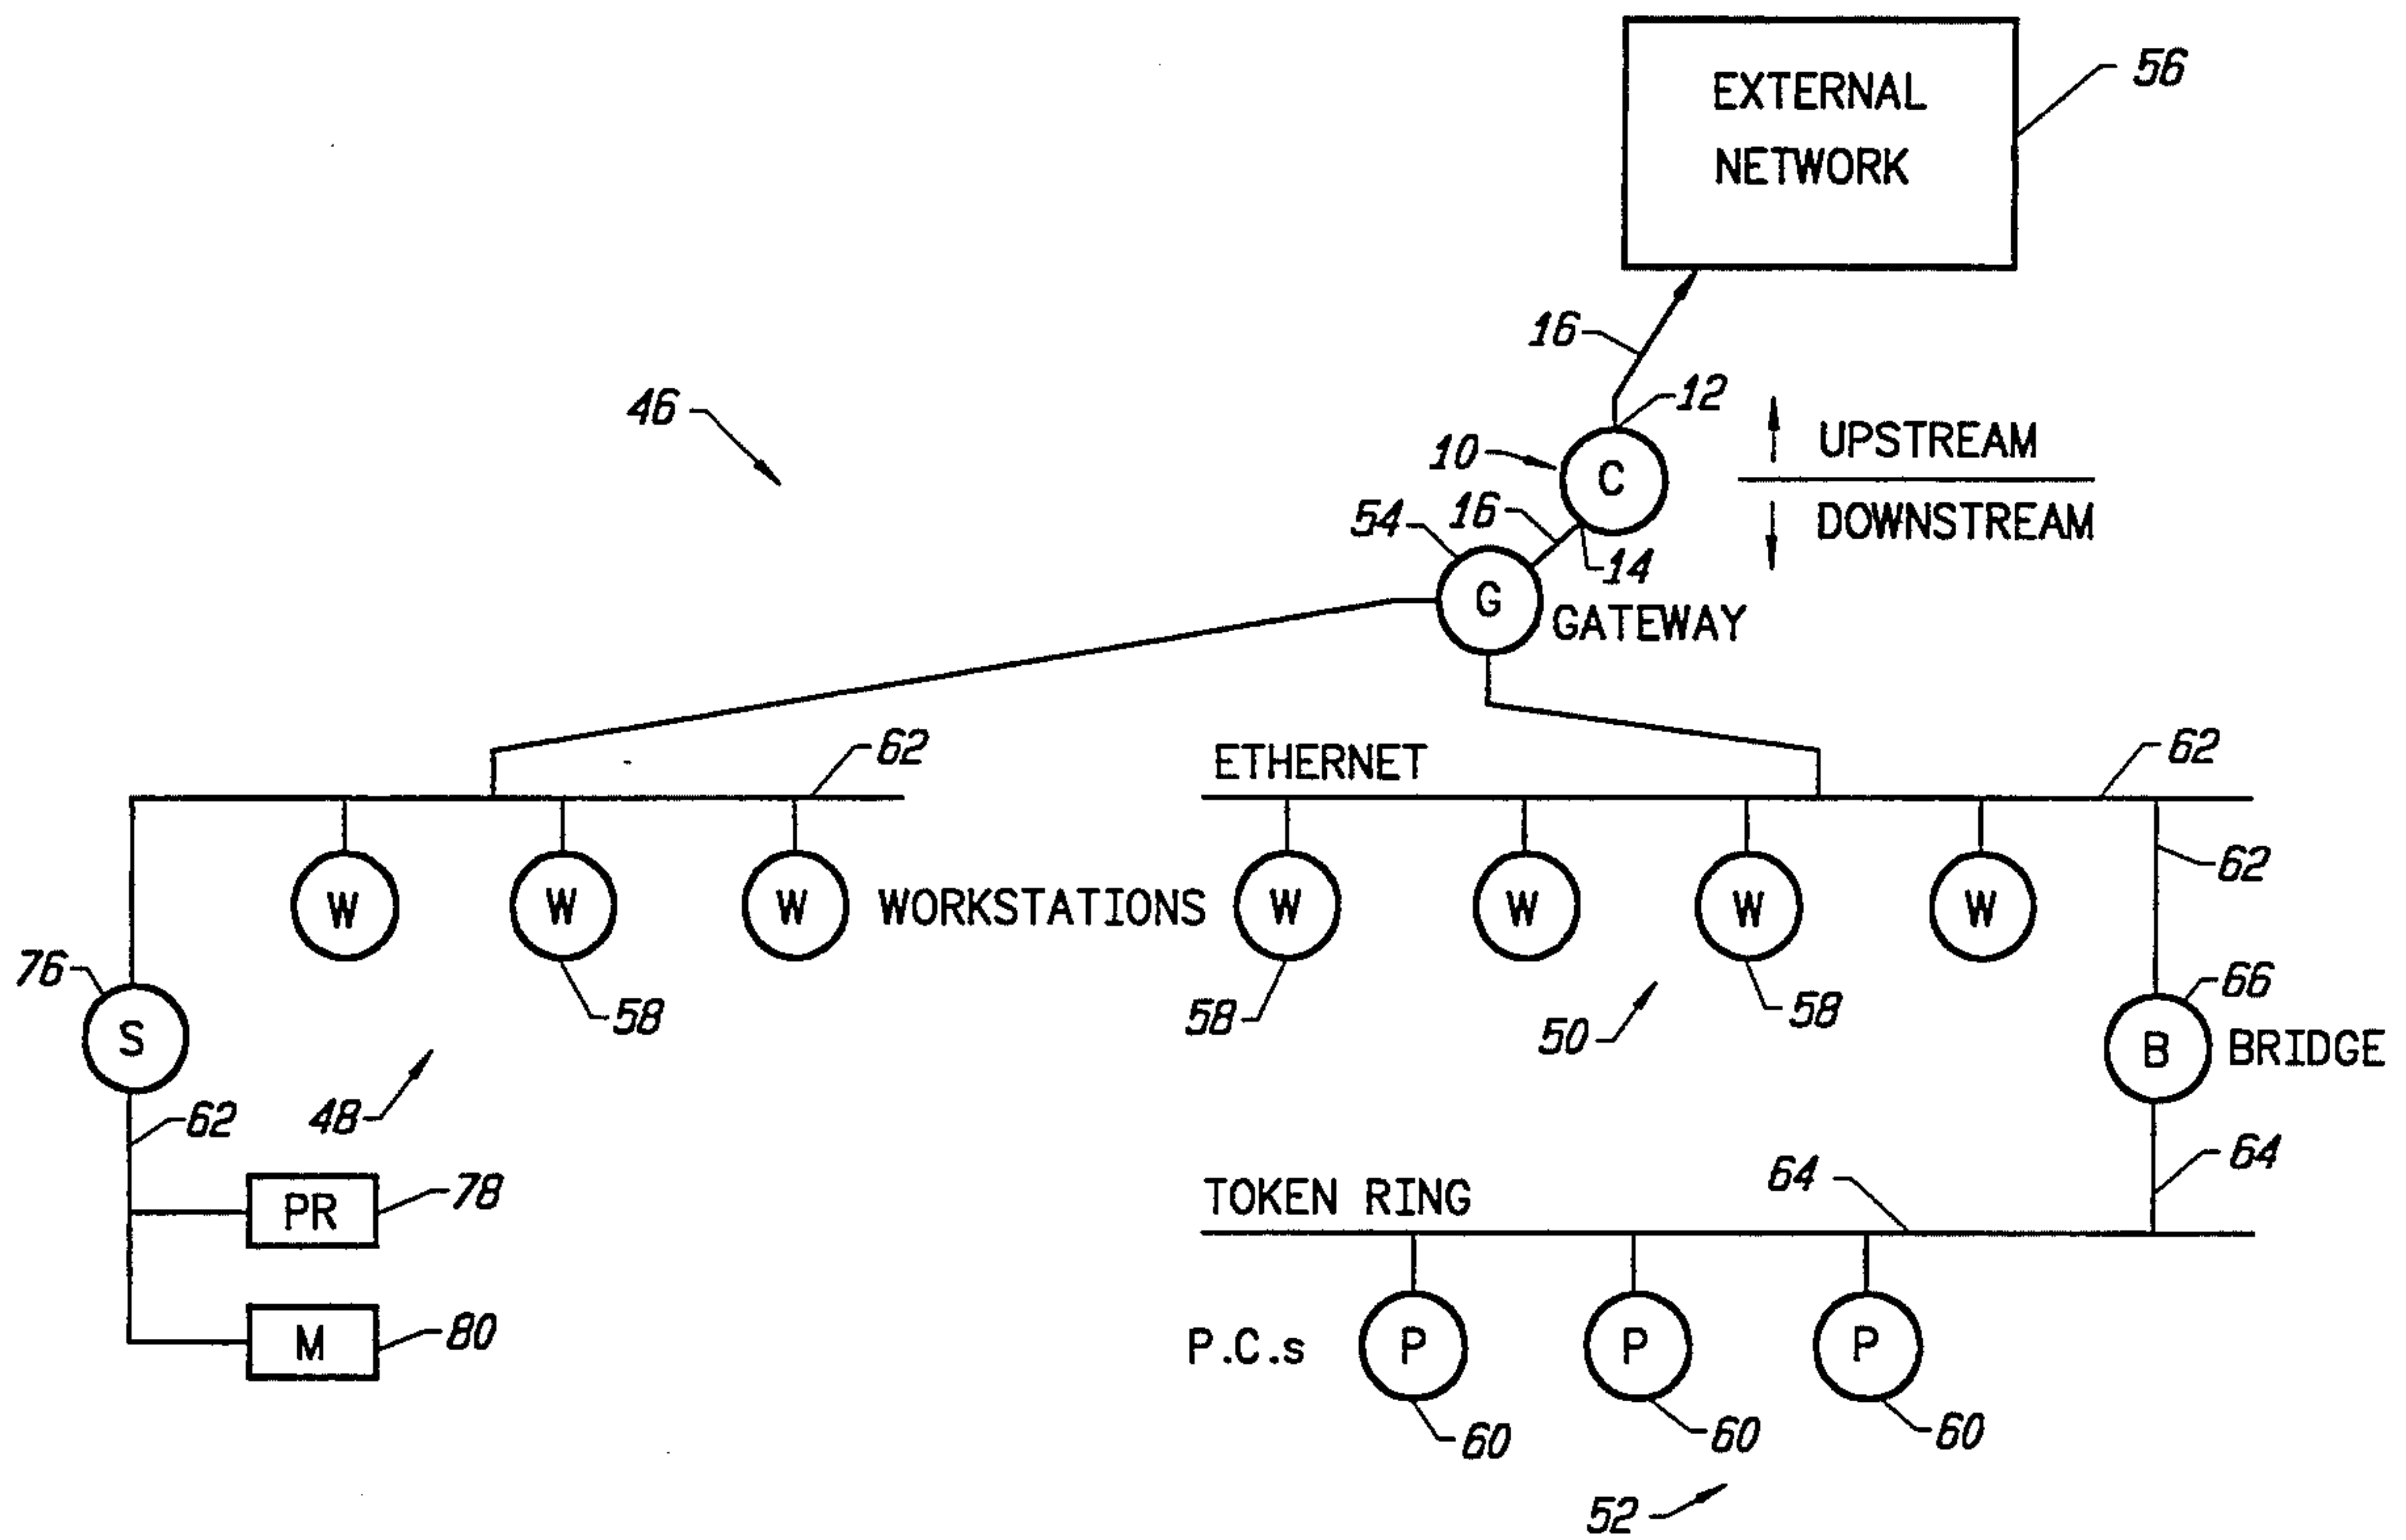 EXTERNAL
NETWORK
56
16
12
46
10
C
UPSTREAM
DOWNSTREAM
54
16
14
G
GATEWAY
62
ETHERNET
62
W
W
W
WORKSTATIONS
W
W
W
W
62
76
58
58
58
66
S
50
B
BRIDGE
48
62
64
PR
78
TOKEN RING
64
M
80
P.C.s
P
P
P
60
60
60
52